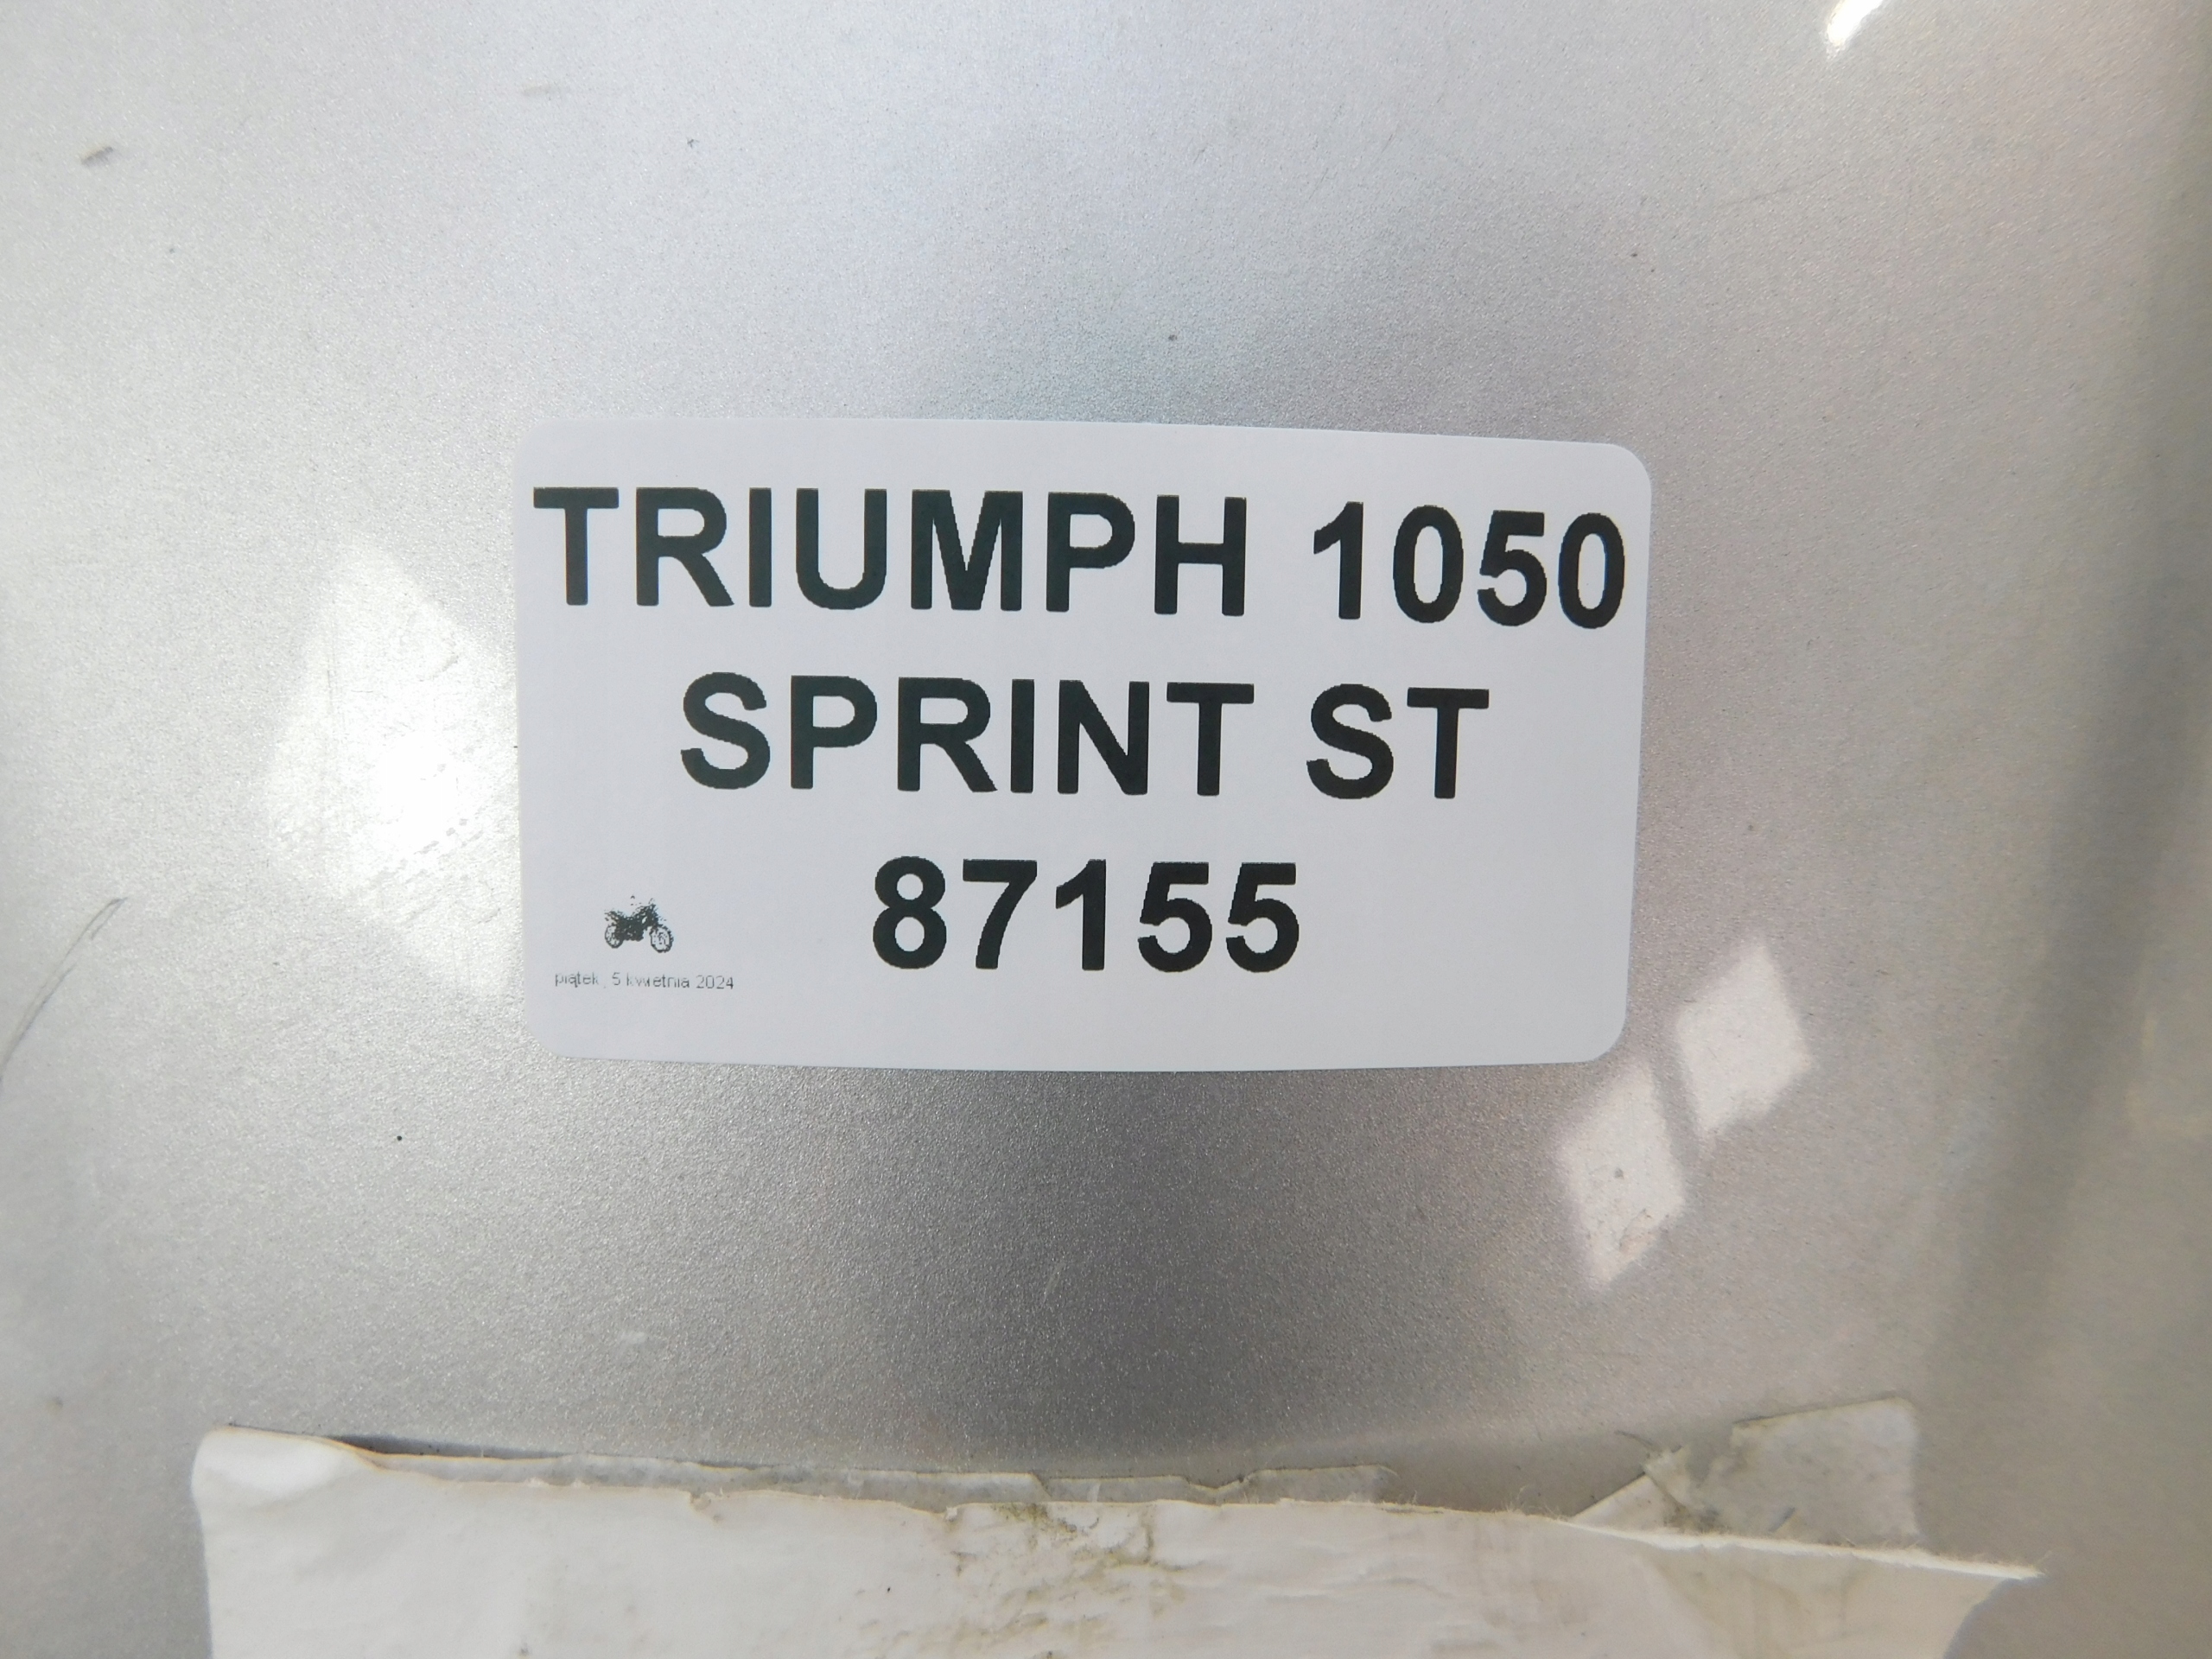 TRIUMPH 1050
SPRINT ST
87155
piątek, 5 kwietnia 2024